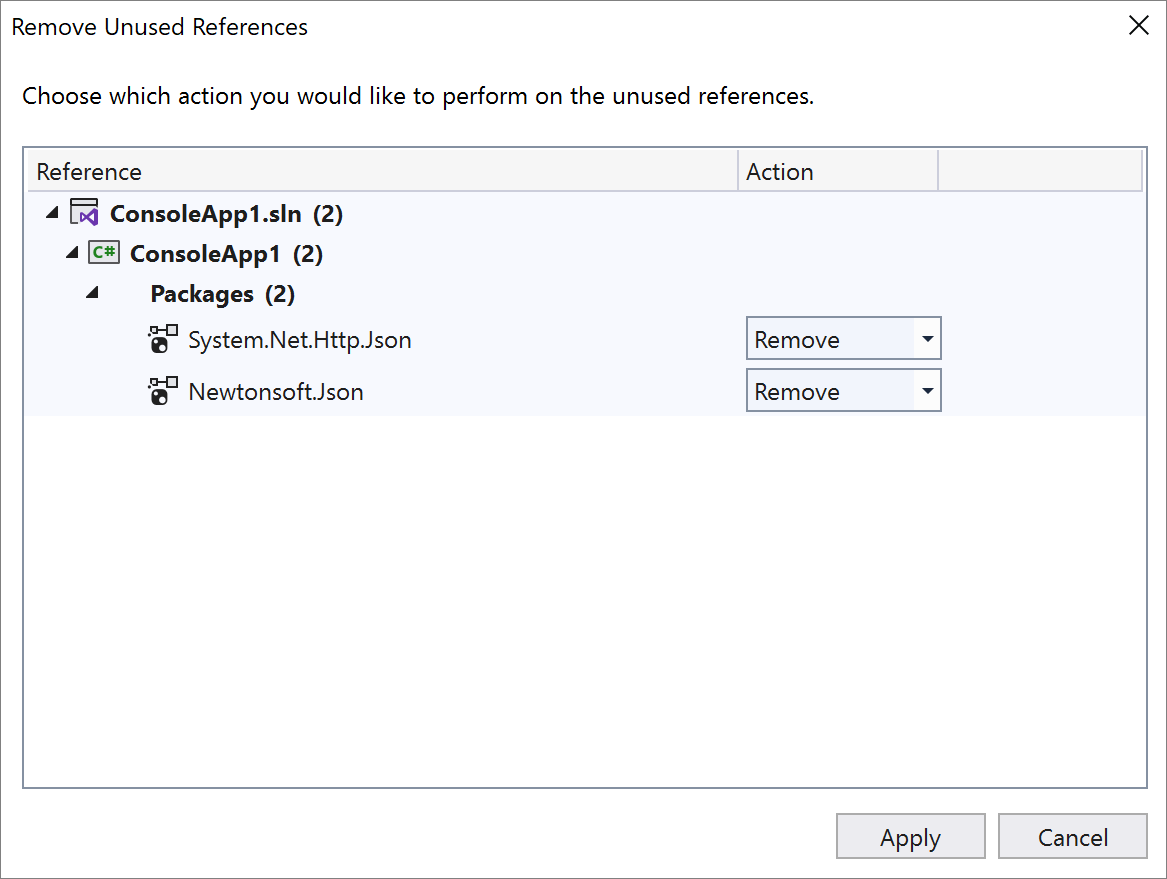 Remove Unused References
Choose which action you would like to perform on the unused references.
Reference Action
ConsoleApp1.sln (2)
C# ConsoleApp1 (2)
Packages (2)
System.Net.Http.Json Remove
Newtonsoft.Json Remove
Apply Cancel